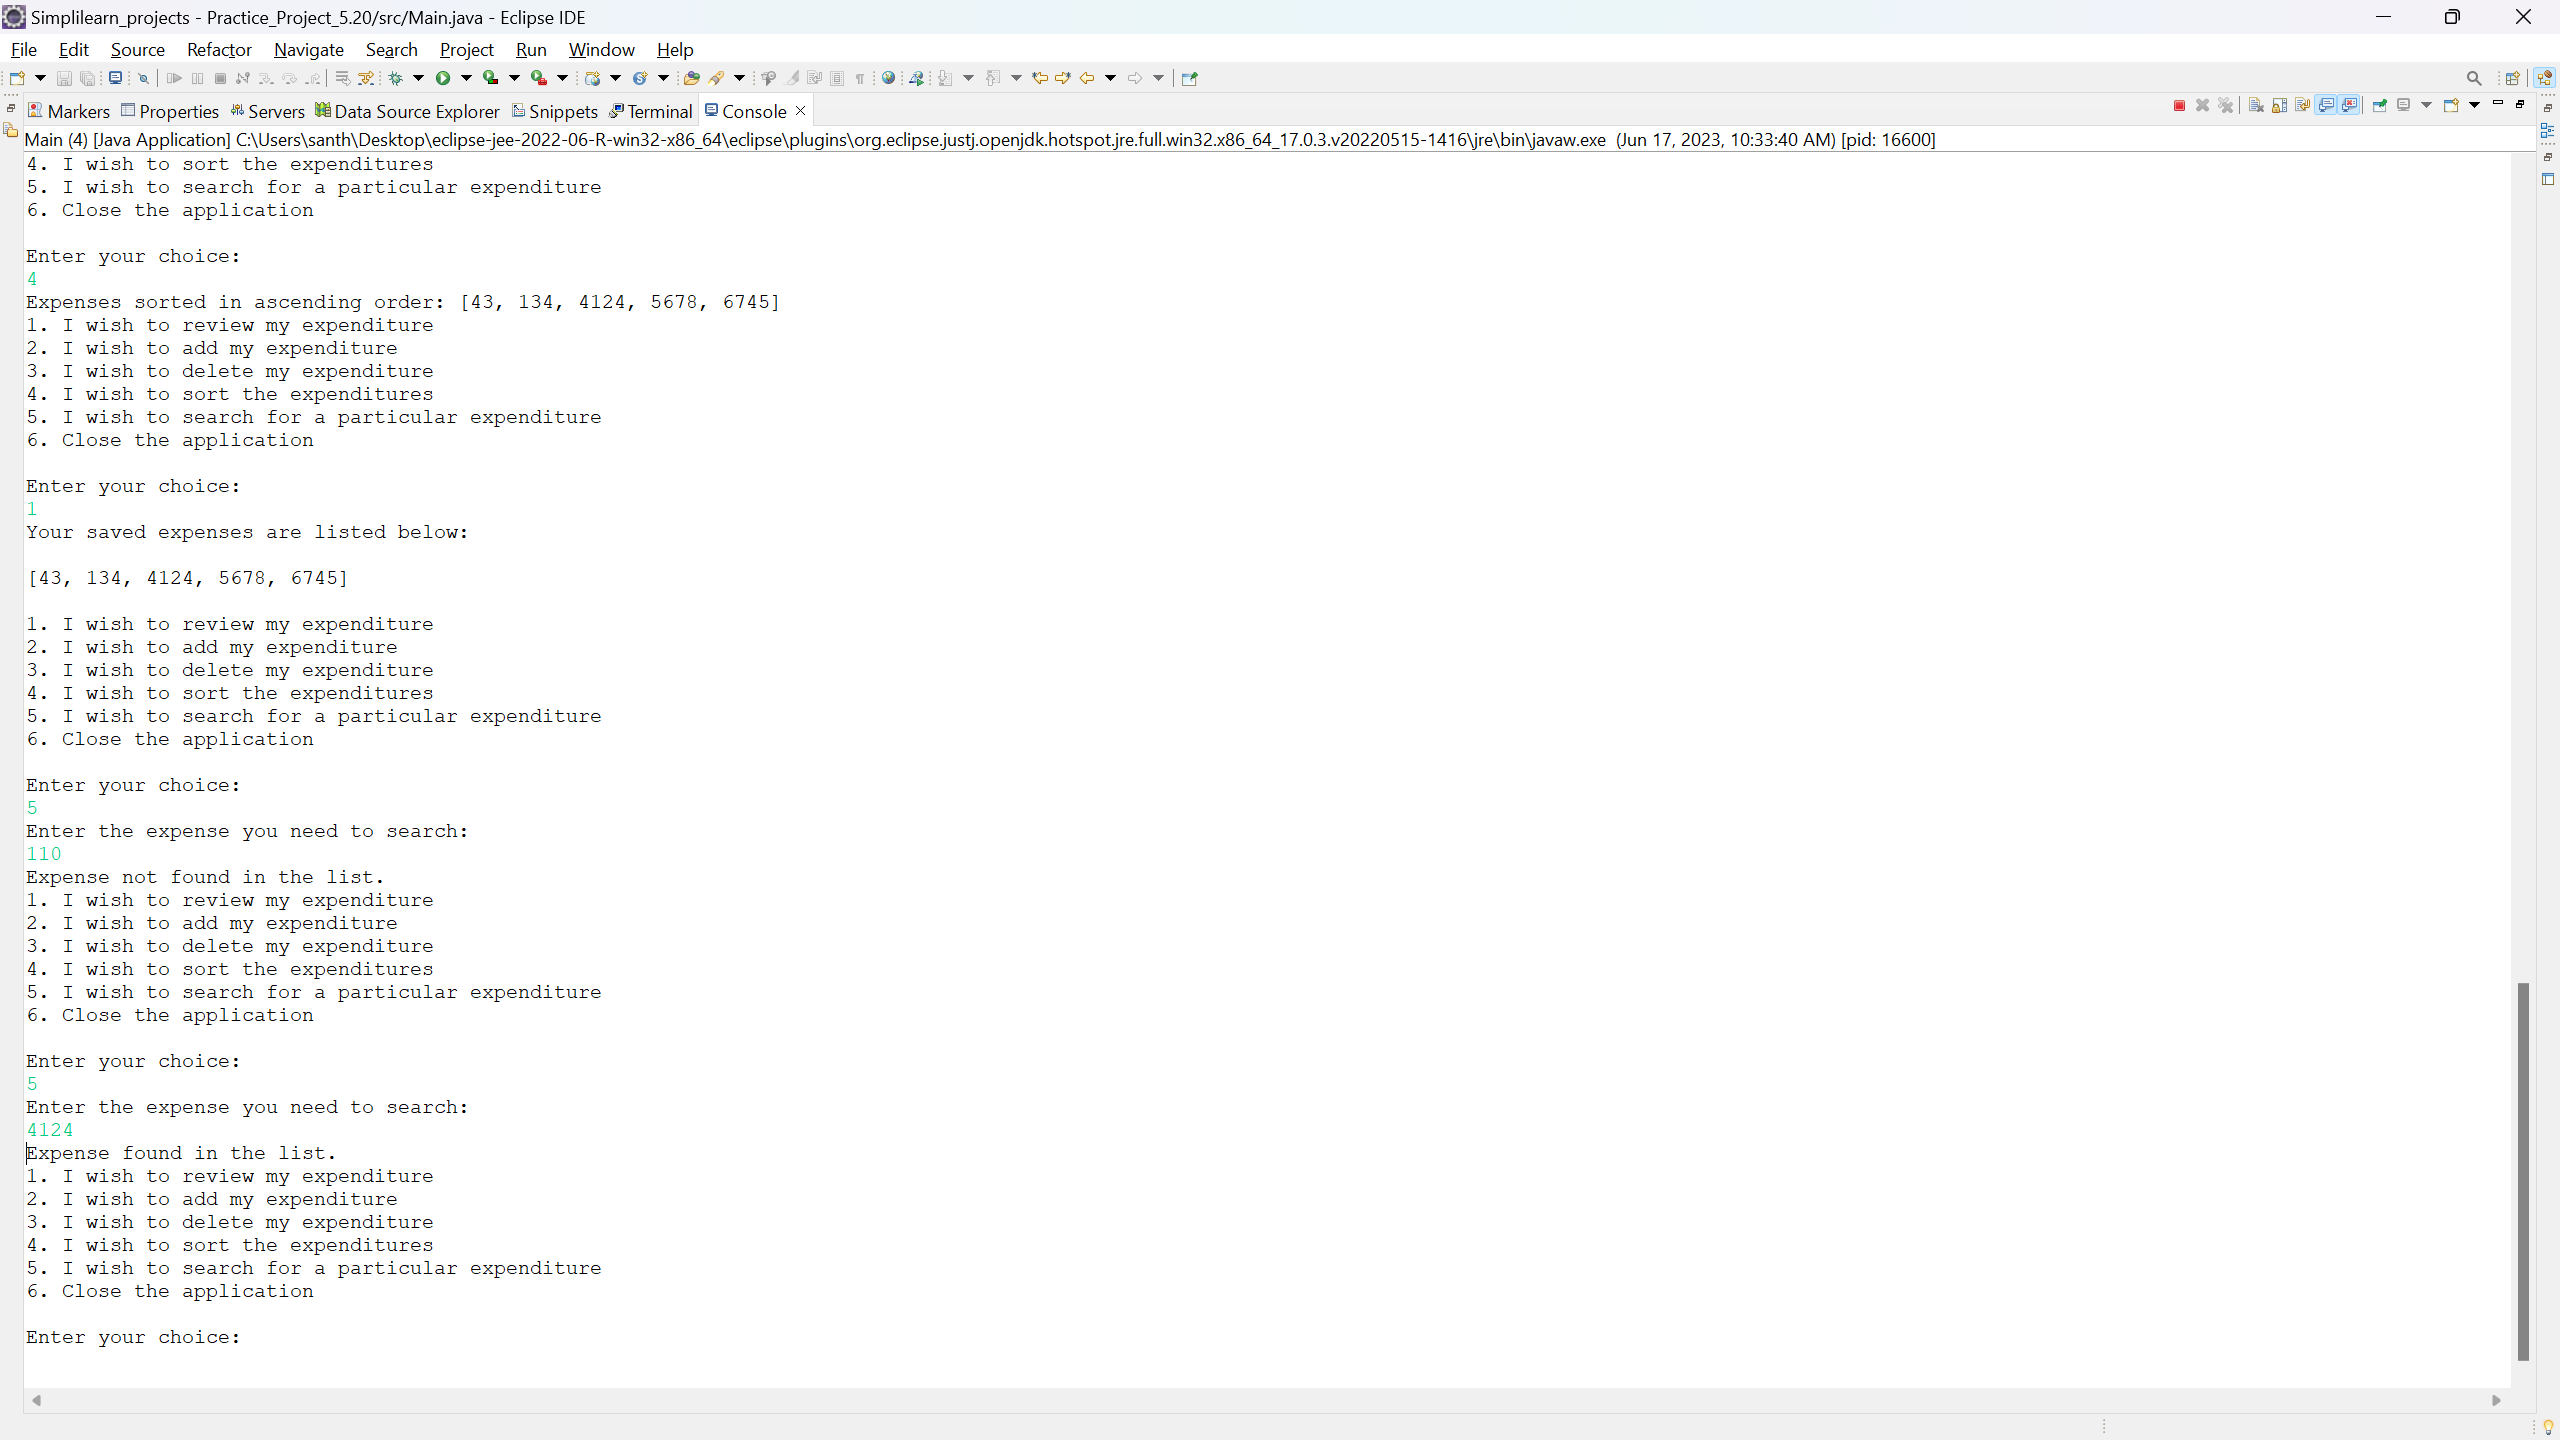 Simplilearn_projects - Practice_Project_5.20/src/Main.java - Eclipse IDE
File Edit Source Refactor Navigate Search Project Run Window Help
Markers Properties Servers Data Source Explorer Snippets Terminal Console
Main (4) [Java Application] C:\Users\santh\Desktop\eclipse-jee-2022-06-R-win32-x86_64\eclipse\plugins\org.eclipse.justj.openjdk.hotspot.jre.full.win32.x86_64_17.0.3.v20220515-1416\jre\bin\javaw.exe (Jun 17, 2023, 10:33:40 AM) [pid: 16600]
4. I wish to sort the expenditures
5. I wish to search for a particular expenditure
6. Close the application
Enter your choice:
4
Expenses sorted in ascending order: [43, 134, 4124, 5678, 6745]
1. I wish to review my expenditure
2. I wish to add my expenditure
3. I wish to delete my expenditure
4. I wish to sort the expenditures
5. I wish to search for a particular expenditure
6. Close the application
Enter your choice:
1
Your saved expenses are listed below:
[43, 134, 4124, 5678, 6745]
1. I wish to review my expenditure
2. I wish to add my expenditure
3. I wish to delete my expenditure
4. I wish to sort the expenditures
5. I wish to search for a particular expenditure
6. Close the application
Enter your choice:
5
Enter the expense you need to search:
110
Expense not found in the list.
1. I wish to review my expenditure
2. I wish to add my expenditure
3. I wish to delete my expenditure
4. I wish to sort the expenditures
5. I wish to search for a particular expenditure
6. Close the application
Enter your choice:
5
Enter the expense you need to search:
4124
Expense found in the list.
1. I wish to review my expenditure
2. I wish to add my expenditure
3. I wish to delete my expenditure
4. I wish to sort the expenditures
5. I wish to search for a particular expenditure
6. Close the application
Enter your choice: